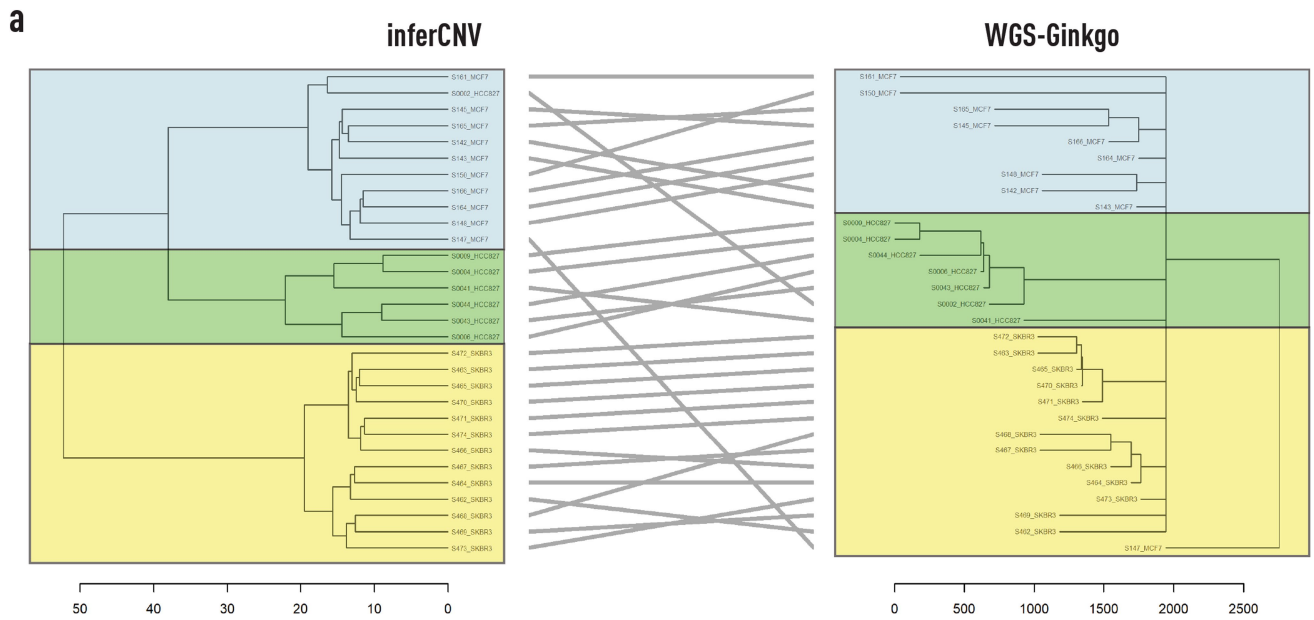 a
inferCNV
WGS-Ginkgo
S161_MCF7
S0002_HCC827
S145_MCF7
S165_MCF7
S142_MCF7
S143_MCF7
S150_MCF7
S166_MCF7
S164_MCF7
S148_MCF7
S147_MCF7
S0009_HCC827
S0004_HCC827
S0041_HCC827
S0044_HCC827
S0043_HCC827
S0006_HCC827
S472_SKBR3
S463_SKBR3
S465_SKBR3
S470_SKBR3
S471_SKBR3
S474_SKBR3
S466_SKBR3
S467_SKBR3
S464_SKBR3
S462_SKBR3
S468_SKBR3
S469_SKBR3
S473_SKBR3
50 40 30 20 10 0
S161_MCF7
S150_MCF7
S165_MCF7
S145_MCF7
S166_MCF7
S164_MCF7
S148_MCF7
S142_MCF7
S143_MCF7
S0009_HCC827
S0004_HCC827
S0044_HCC827
S0006_HCC827
S0043_HCC827
S0002_HCC827
S0041_HCC827
S472_SKBR3
S463_SKBR3
S465_SKBR3
S470_SKBR3
S471_SKBR3
S474_SKBR3
S468_SKBR3
S467_SKBR3
S466_SKBR3
S464_SKBR3
S473_SKBR3
S469_SKBR3
S462_SKBR3
S147_MCF7
0 500 1000 1500 2000 2500